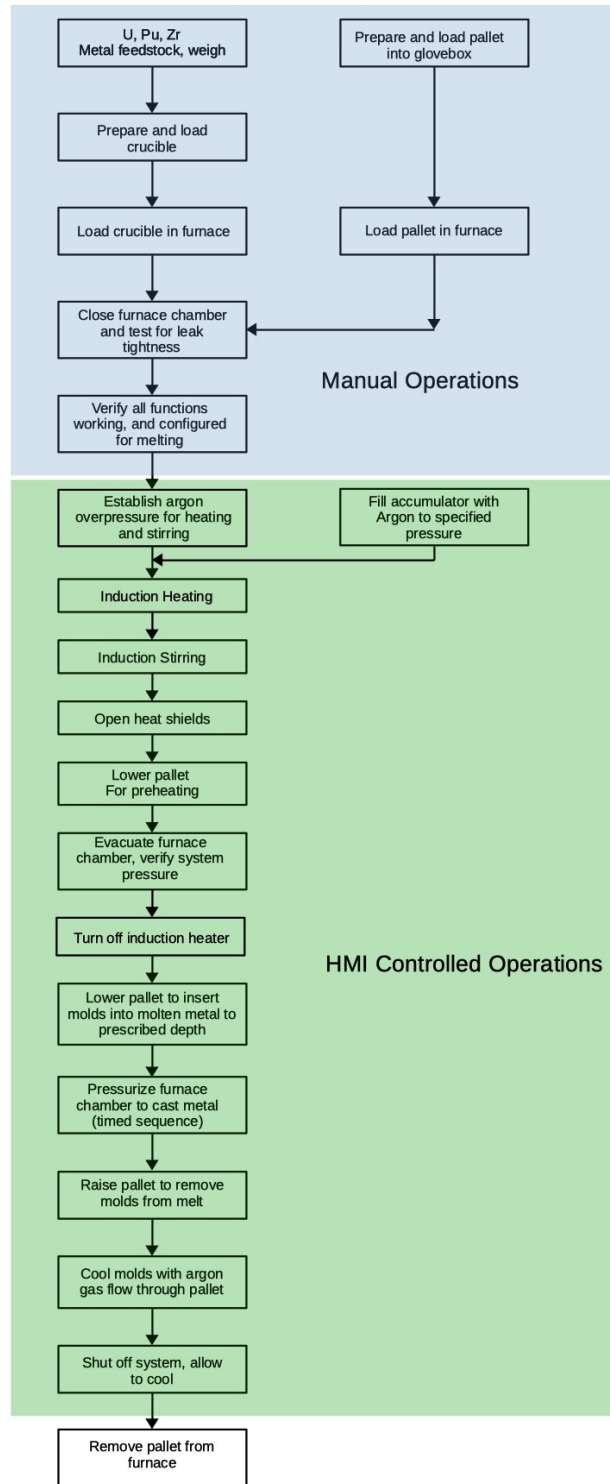 U, Pu, Zr
Metal feedstock, weigh
Prepare and load pallet
into glovebox
Prepare and load
crucible
Load crucible in furnace
Load pallet in furnace
Close furnace chamber
and test for leak
tightness
Manual Operations
Verify all functions
working, and configured
for melting
Establish argon
overpressure for heating
and stirring
Fill accumulator with
Argon to specified
pressure
Induction Heating
Induction Stirring
Open heat shields
Lower pallet
For preheating
Evacuate furnace
chamber, verify system
pressure
Turn off induction heater
HMI Controlled Operations
Lower pallet to insert
molds into molten metal to
prescribed depth
Pressurize furnace
chamber to cast metal
(timed sequence)
Raise pallet to remove
molds from melt
Cool molds with argon
gas flow through pallet
Shut off system, allow
to cool
Remove pallet from
furnace